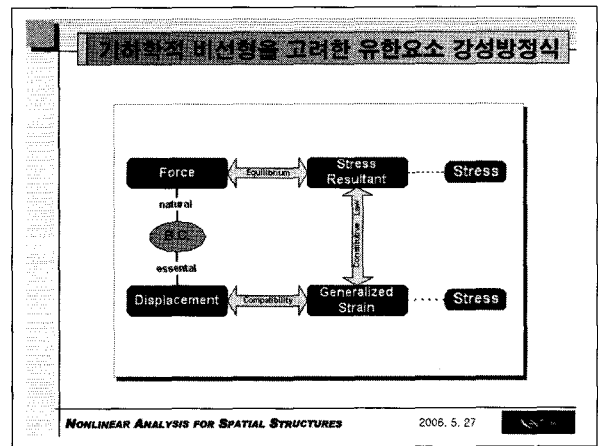 기하학적 비선형을 고려한 유한요소 강성방정식
Force
Equilibrium
Stress
Resultant
Stress
natural
B.C
Constitutive Law
essental
Displacement
Compatibility
Generalized
Strain
Stress
NONLINEAR ANALYSIS FOR SPATIAL STRUCTURES
2006. 5. 27